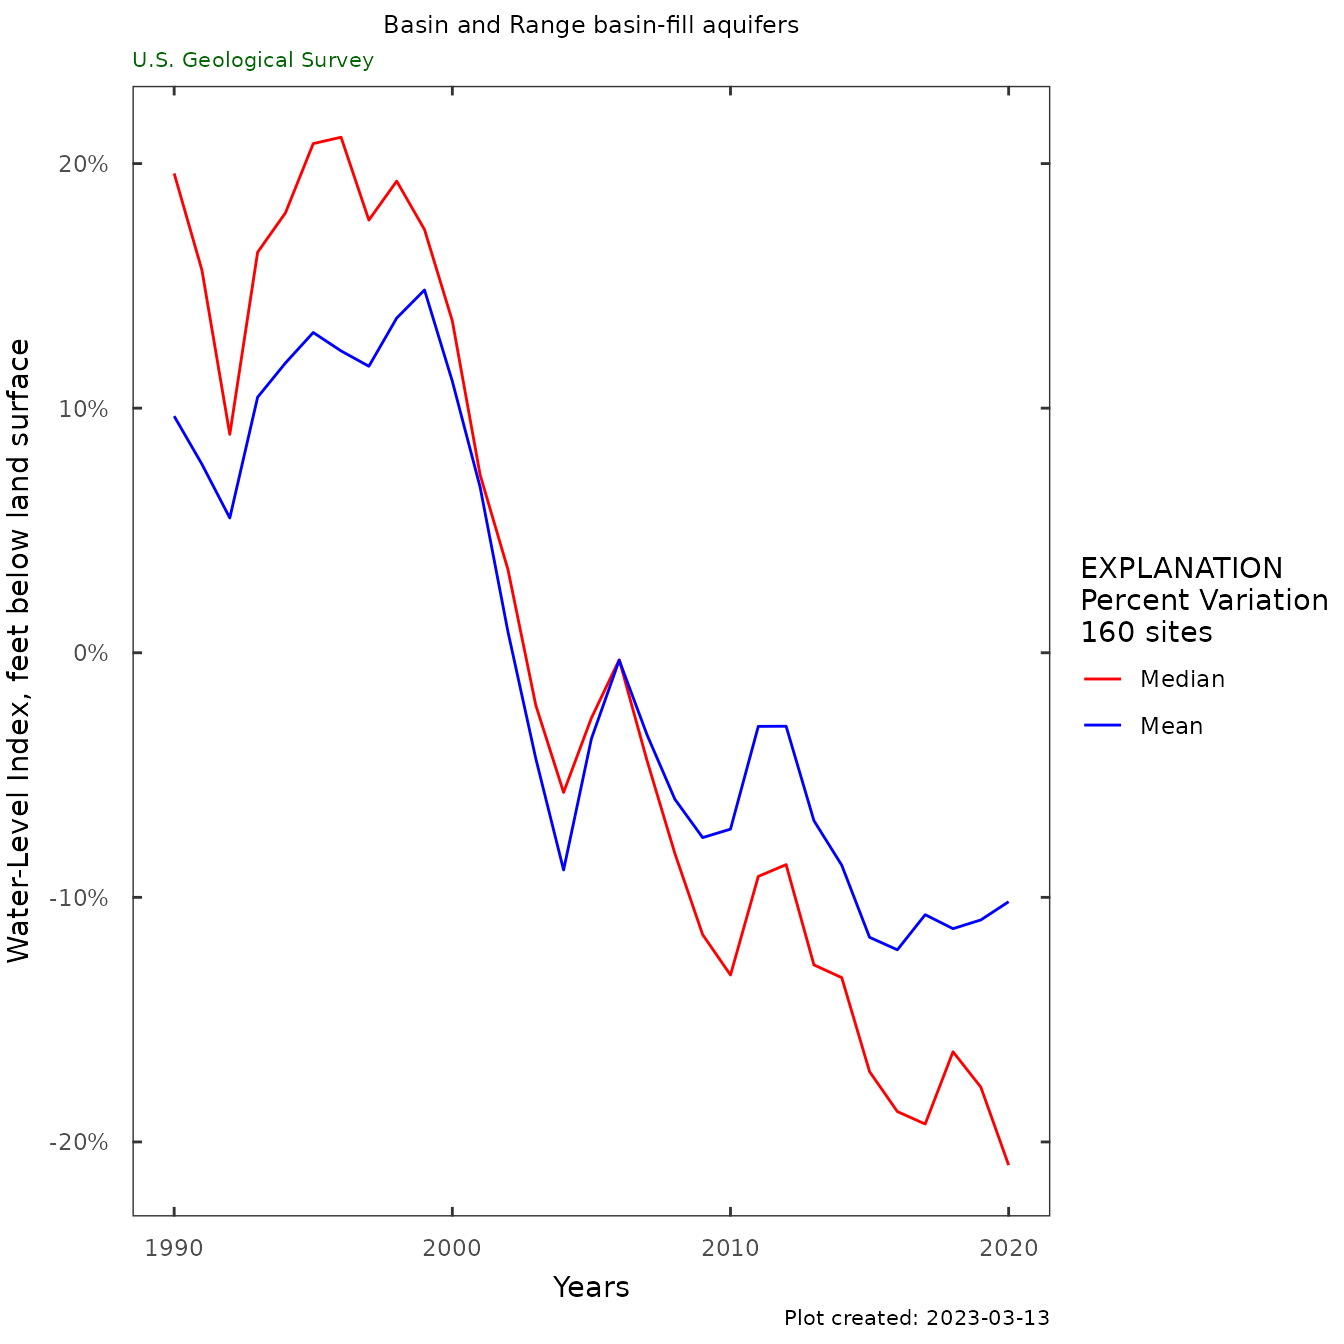 Basin and Range basin-fill aquifers
U.S. Geological Survey
Water-Level Index, feet below land surface
20%
10%
0%
-10%
-20%
1990
2000
2010
2020
Years
EXPLANATION
Percent Variation
160 sites
Median
Mean
Plot created: 2023-03-13